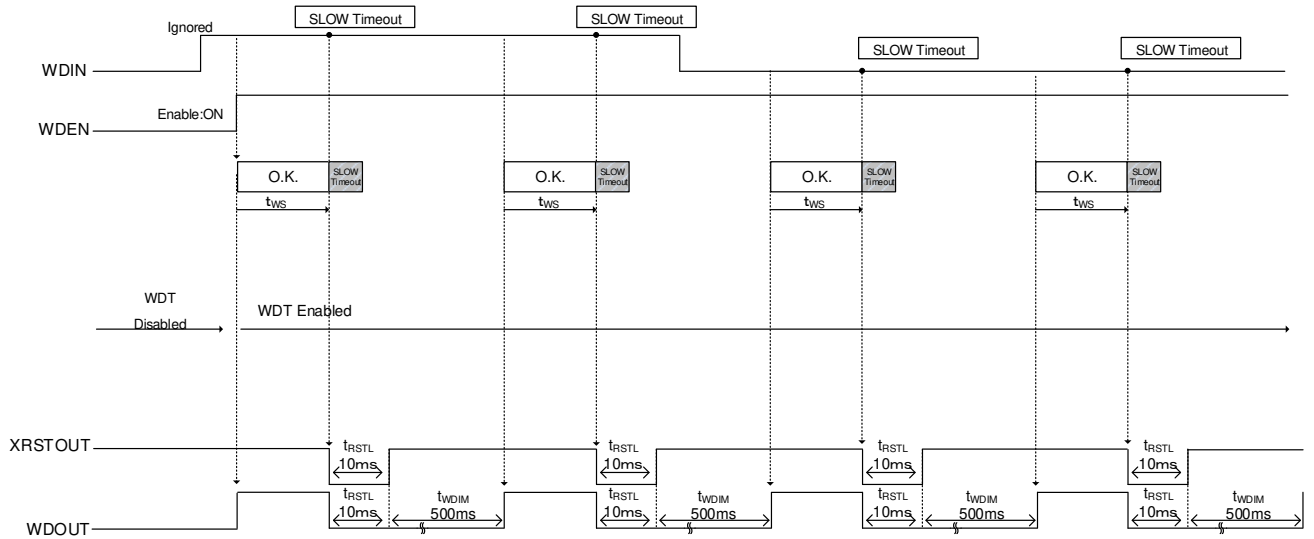 SLOW Timeout
SLOW Timeout
Ignored
SLOW Timeout
SLOW Timeout
WDIN
Enable:ON
WDEN
O.K.
SLOW
Timeout
O.K.
SLOW
Timeout
O.K.
SLOW
Timeout
O.K.
SLOW
Timeout
tWS
tWS
tWS
tWS
WDT
Disabled
WDT Enabled
XRSTOUT
tRSTL
10ms
tRSTL
10ms
tRSTL
10ms
tRSTL
10ms
WDOUT
tRSTL
10ms
tWDIM
500ms
tRSTL
10ms
tWDIM
500ms
tRSTL
10ms
tWDIM
500ms
tRSTL
10ms
tWDIM
500ms